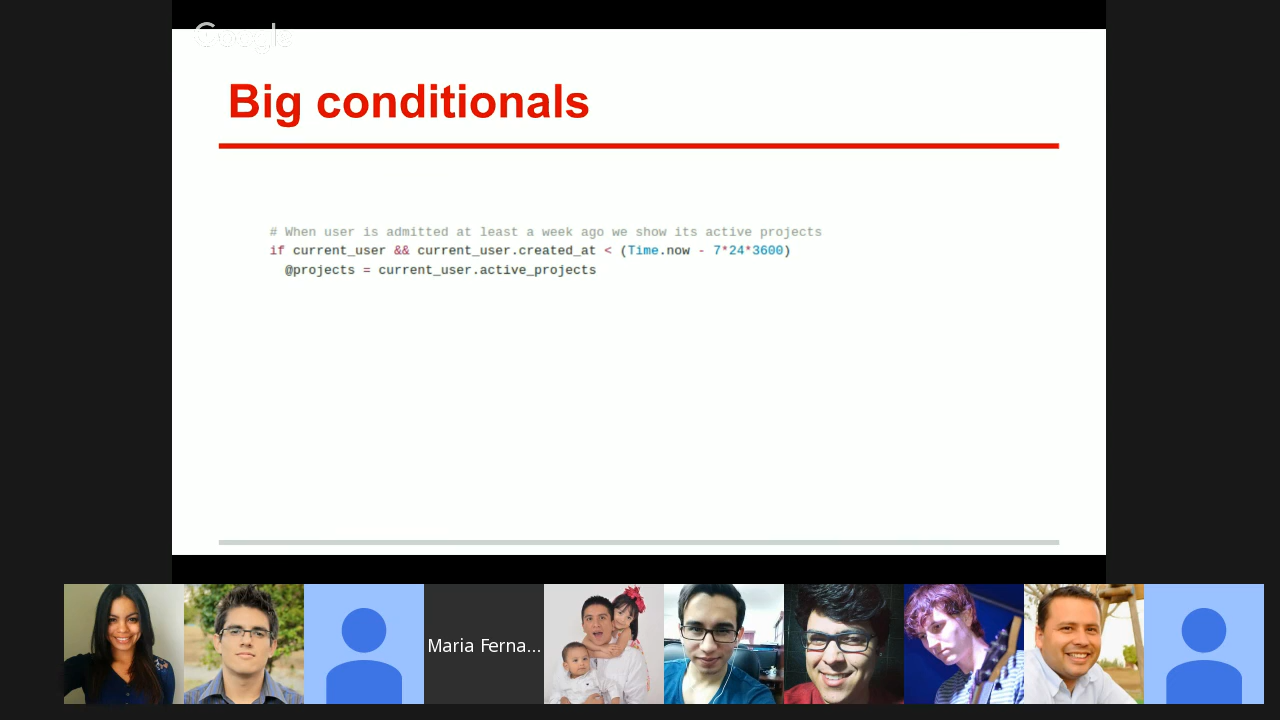 Google
Big conditionals
# When user is admitted at least a week ago we show its active projects
if current_user && current_user.created_at < (Time.now - 7*24*3600)
@projects = current_user.active_projects
Maria Ferna...